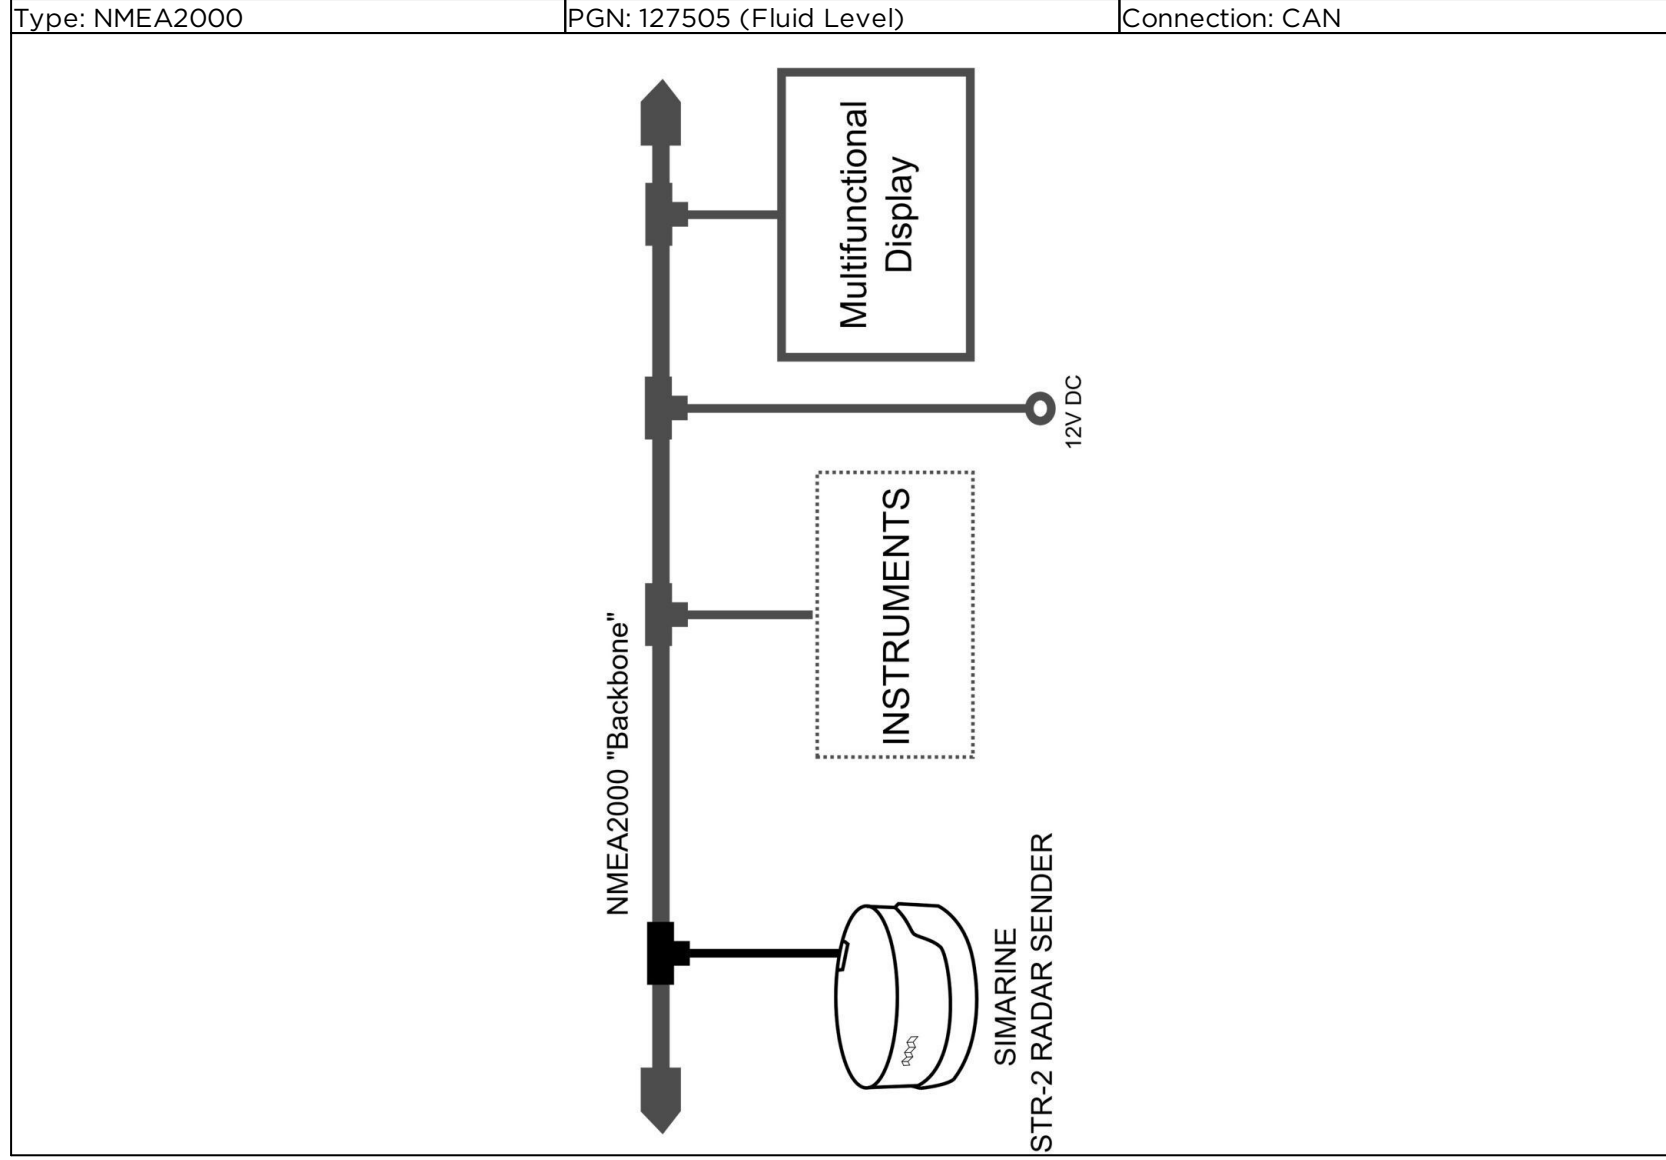 Type: NMEA2000
PGN: 127505 (Fluid Level)
Connection: CAN
NMEA2000 "Backbone"
Multifunctional
Display
12V DC
INSTRUMENTS
SIMARINE
STR-2 RADAR SENDER